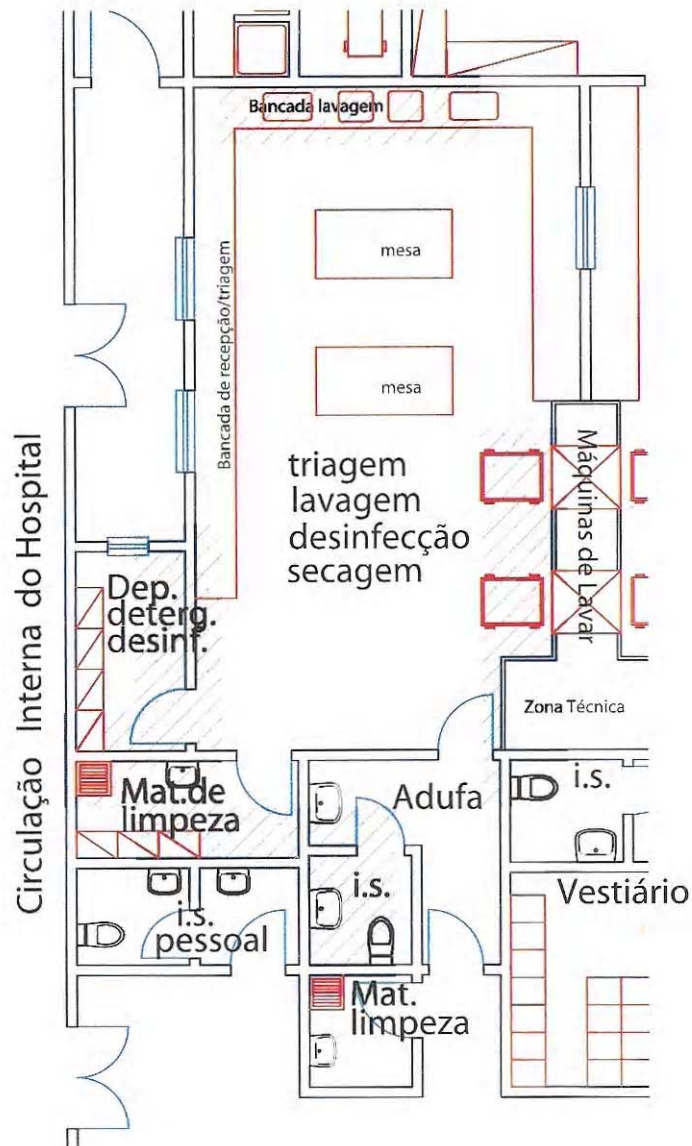 Bancada lavagem
mesa
Bancada de recepção/triagem
mesa
triagem
lavagem
desinfecção
secagem
Máquinas de Lavar
Circulação Interna do Hospital
Dep.
deterg.
desinf.
Zona Técnica
Mat.de
limpeza
Adufa
i.s.
i.s.
pessoal
i.s.
Vestiário
Mat.
limpeza